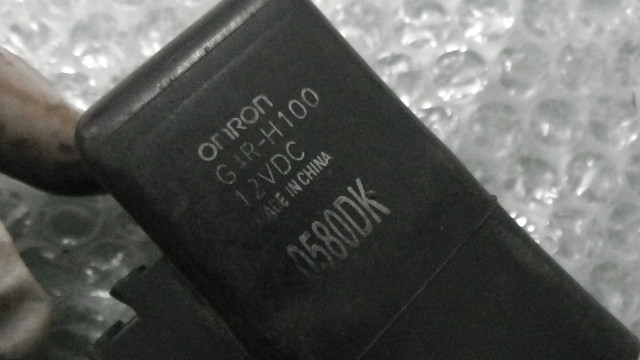 OMRON
G4R-H100
12VDC
MADE IN CHINA
0580DK